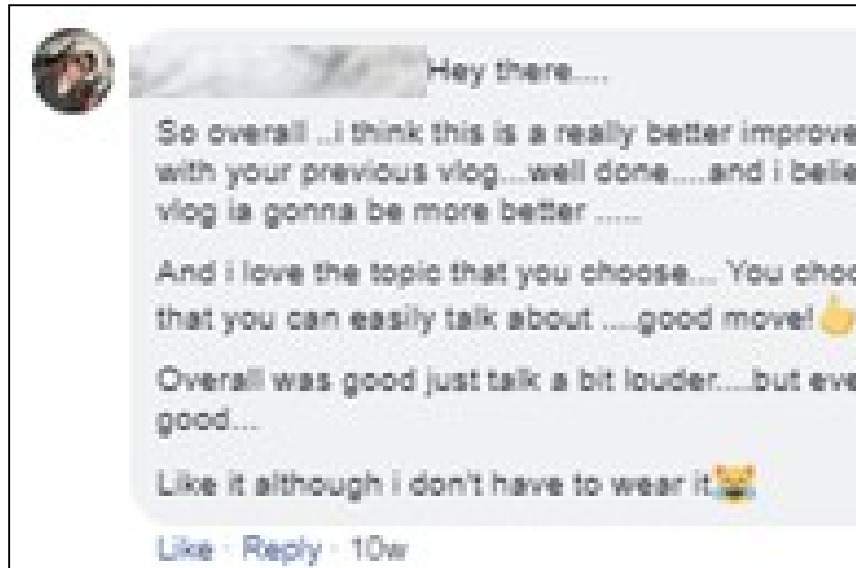 Hey there....
So overall ..i think this is a really better improve
with your previous vlog...well done....and i belie
vlog ia gonna be more better .....
And i love the topic that you choose... You choo
that you can easily talk about ....good move!👍
Overall was good just talk a bit louder....but eve
good...
Like it although i don't have to wear it😹
Like · Reply · 10w